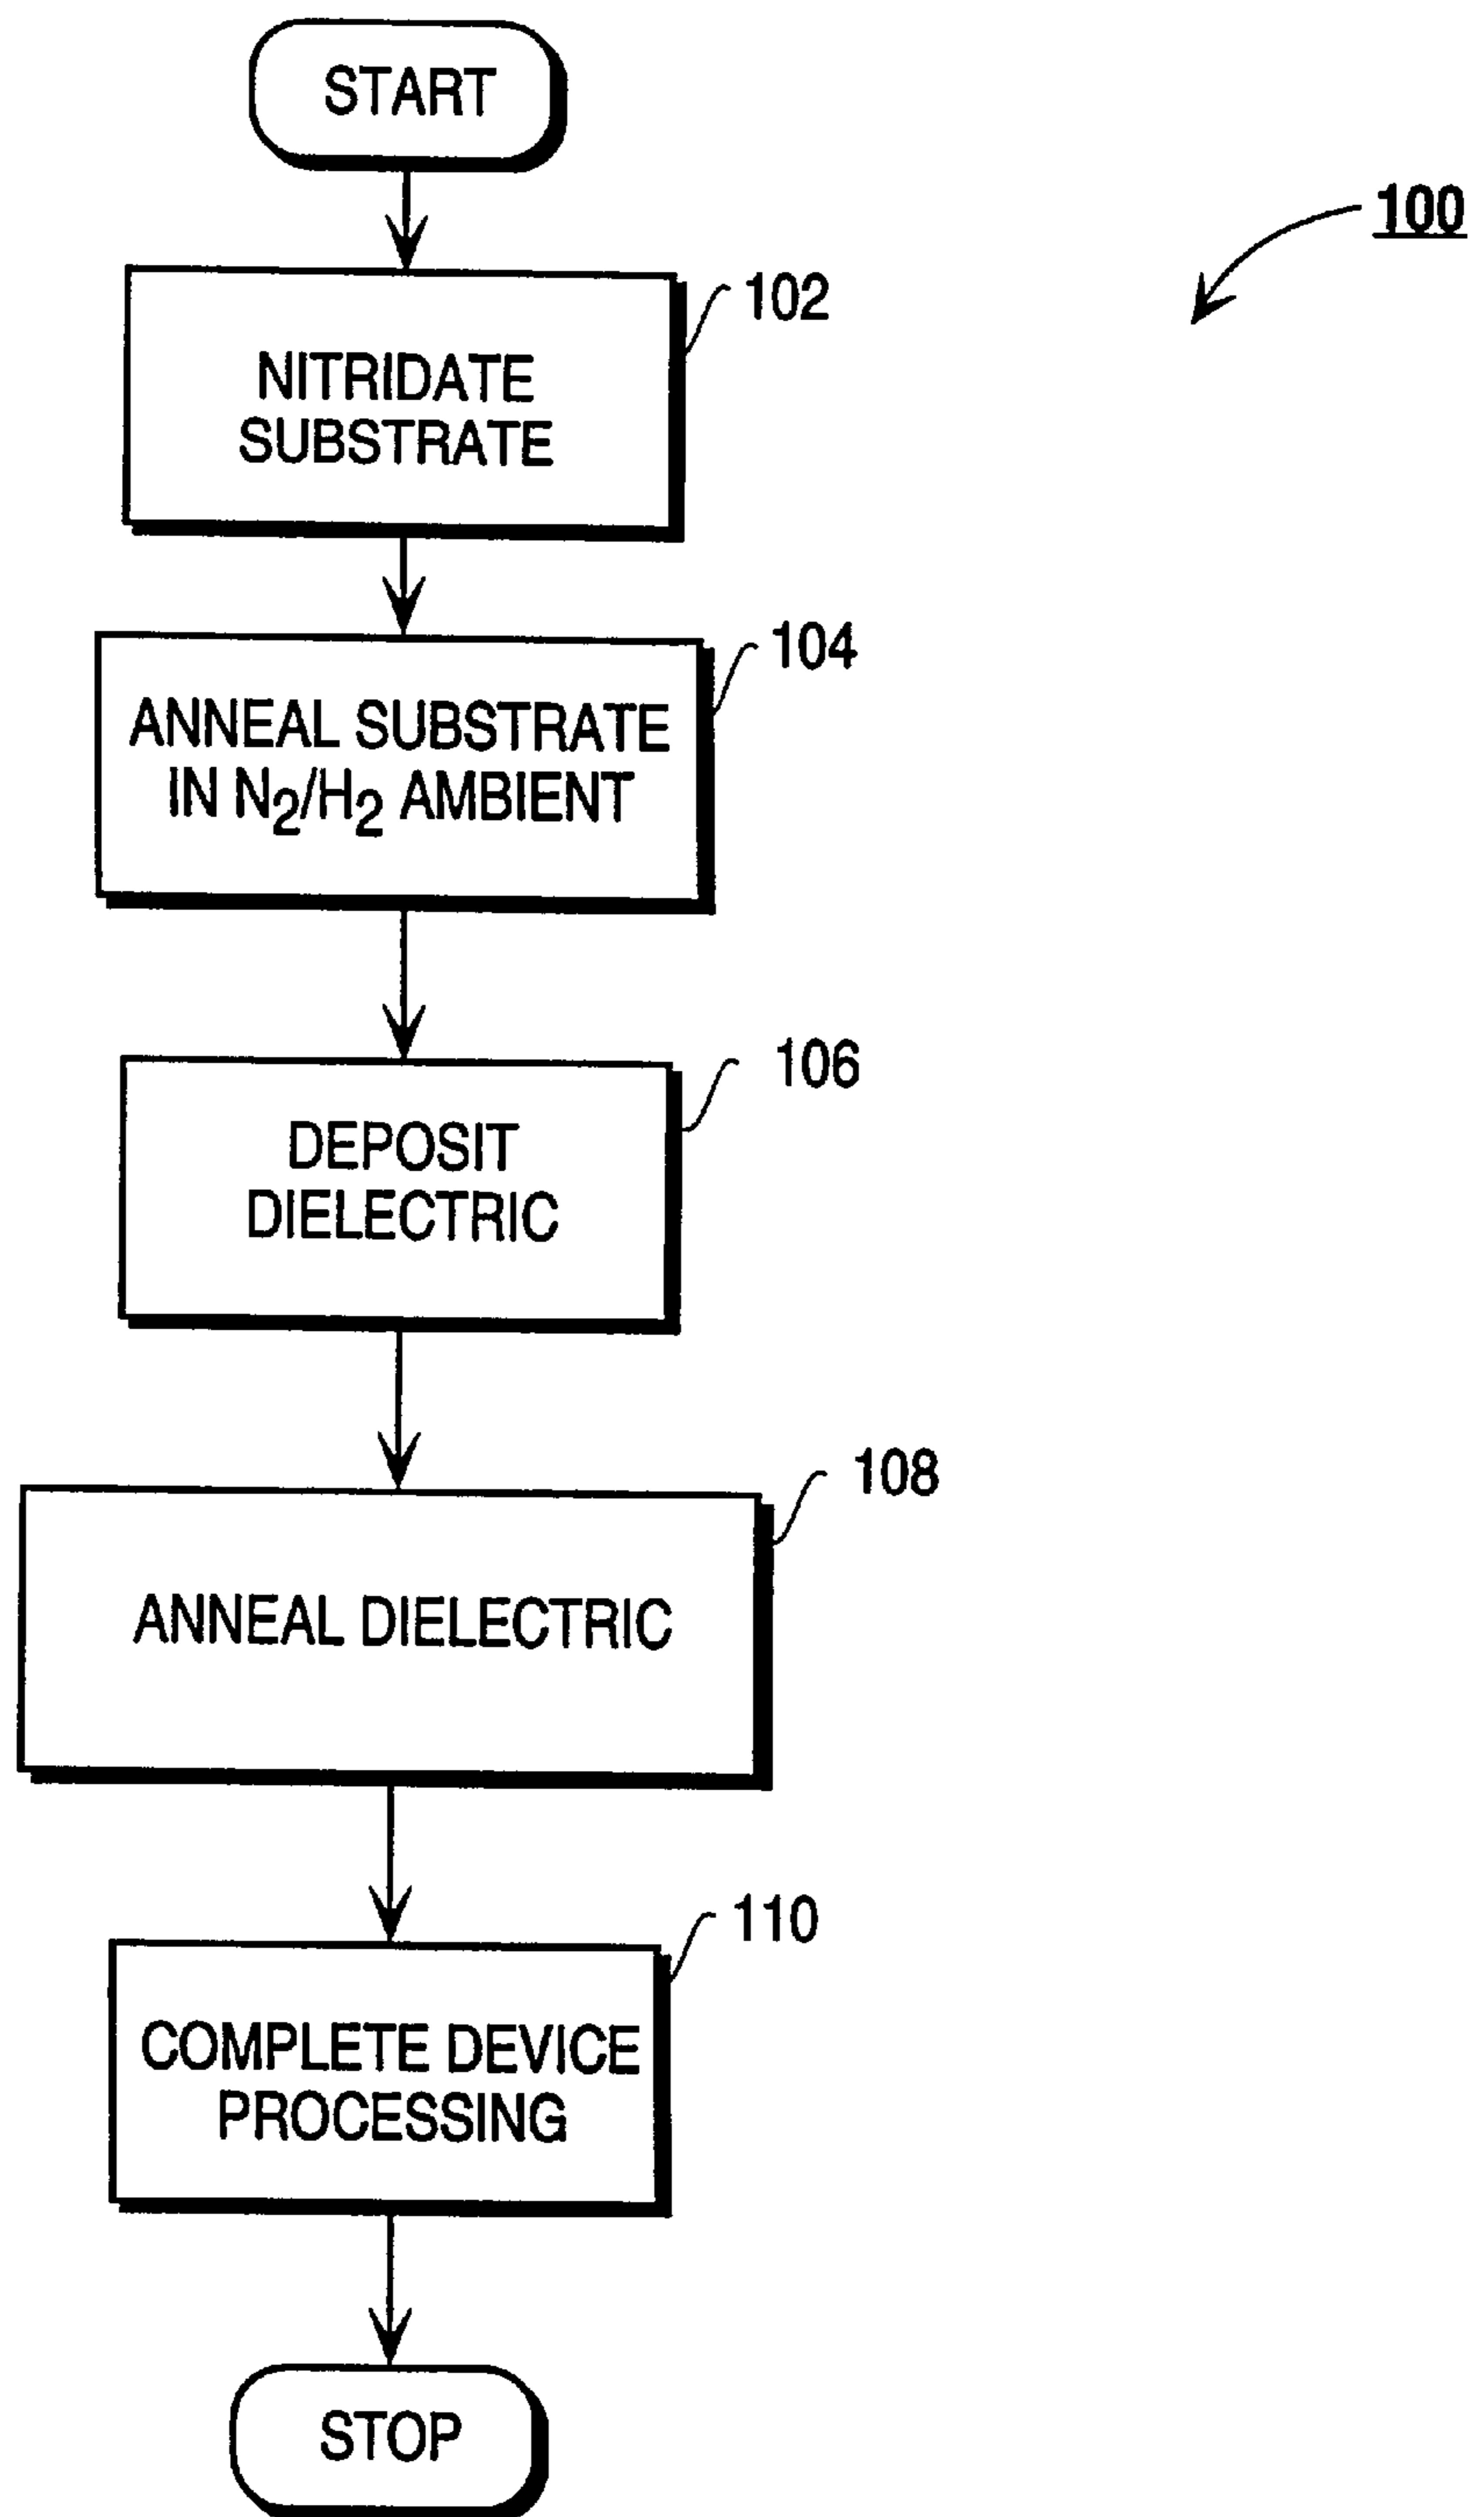 START
100
102
NITRIDATE
SUBSTRATE
104
ANNEAL SUBSTRATE
IN N₂/H₂ AMBIENT
106
DEPOSIT
DIELECTRIC
108
ANNEAL DIELECTRIC
110
COMPLETE DEVICE
PROCESSING
STOP